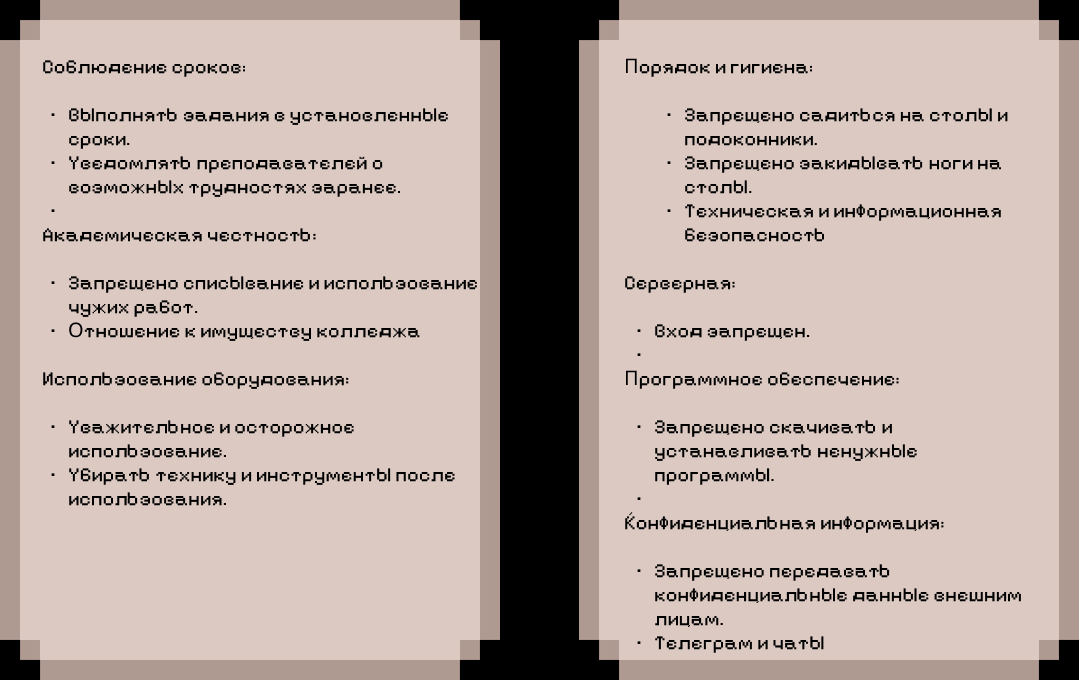 Соблюдение сроков:
· Выполнять задания в установленные
сроки.
· Уведомлять преподавателей о
возможных трудностях заранее.
·
Академическая честность:
· Запрещено списывание и использование
чужих работ.
· Отношение к имуществу колледжа
Использование оборудования:
· Уважительное и осторожное
использование.
· Убирать технику и инструменты после
использования.
Порядок и гигиена:
· Запрещено садиться на столы и
подоконники.
· Запрещено закидывать ноги на
столы.
· Техническая и информационная
безопасность
Серверная:
· Вход запрещен.
·
Программное обеспечение:
· Запрещено скачивать и
устанавливать ненужные
программы.
·
Конфиденциальная информация:
· Запрещено передавать
конфиденциальные данные внешним
лицам.
· Телеграм и чаты